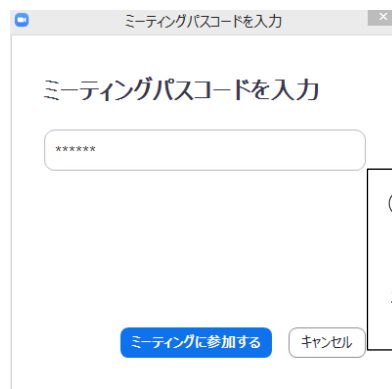 ミーティングパスコードを入力
ミーティングパスコードを入力
******
ミーティングに参加する
キャンセル